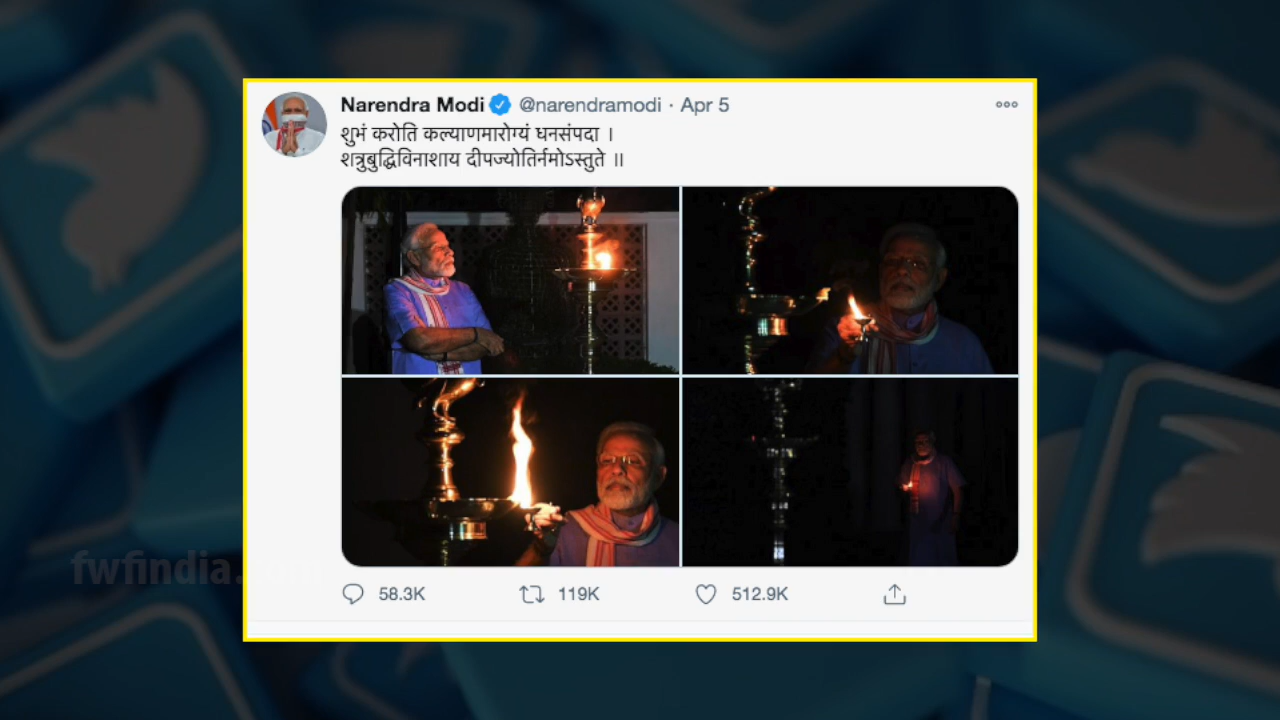 Narendra Modi @narendramodi · Apr 5
शुभं करोति कल्याणमारोग्यं धनसंपदा ।
शत्रुबुद्धिविनाशाय दीपज्योतिर्नमोऽस्तुते ॥
58.3K 119K 512.9K
fwfindia.